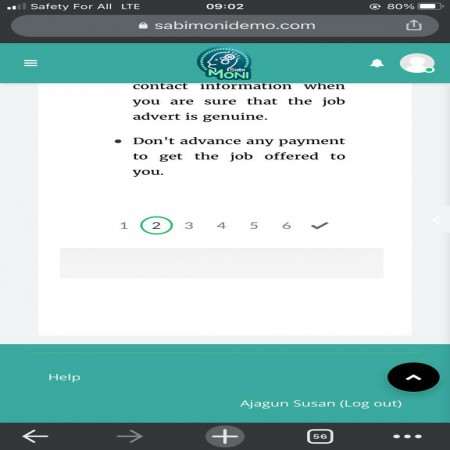 Safety For All LTE 09:02 80%
sabimonidemo.com
Sabi
MONI
contact information when
you are sure that the job
advert is genuine.
• Don't advance any payment
to get the job offered to
you.
1 2 3 4 5 6
Help
Ajagun Susan (Log out)
56